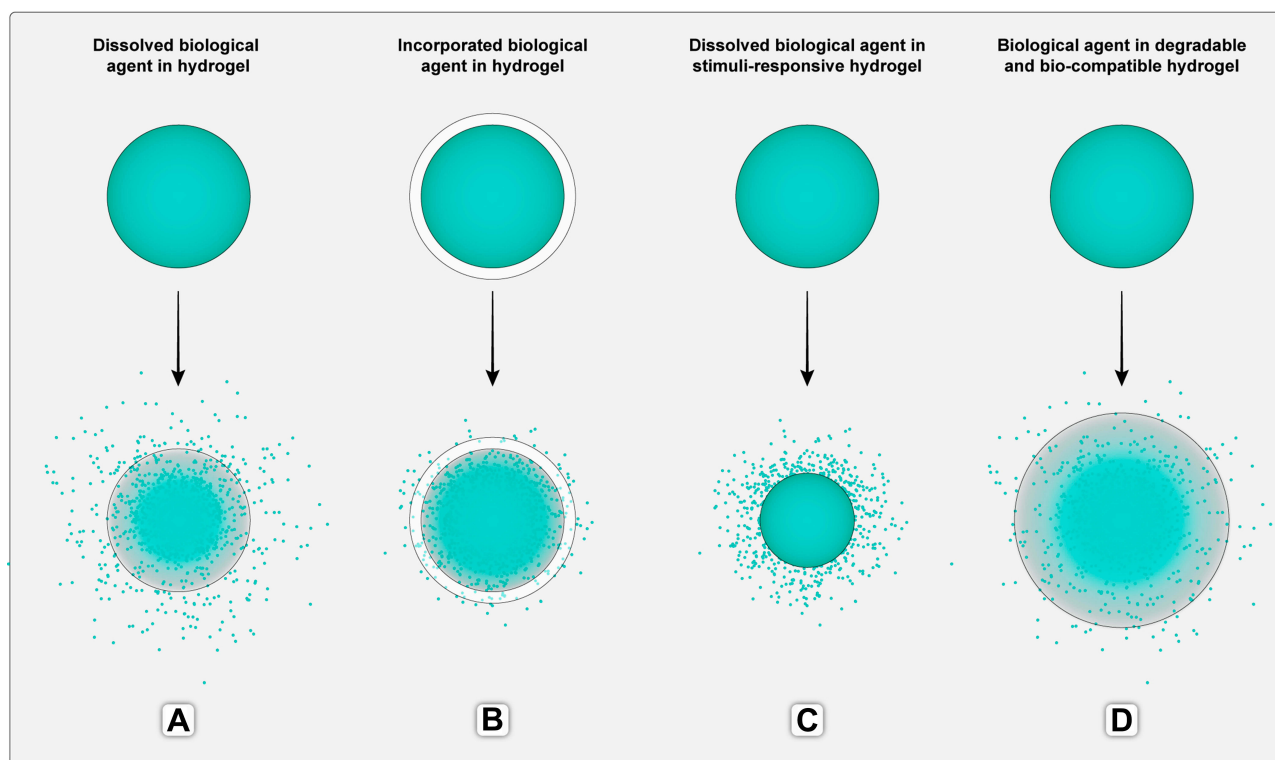 Dissolved biological
agent in hydrogel
Incorporated biological
agent in hydrogel
Dissolved biological agent in
stimuli-responsive hydrogel
Biological agent in degradable
and bio-compatible hydrogel
A
B
C
D